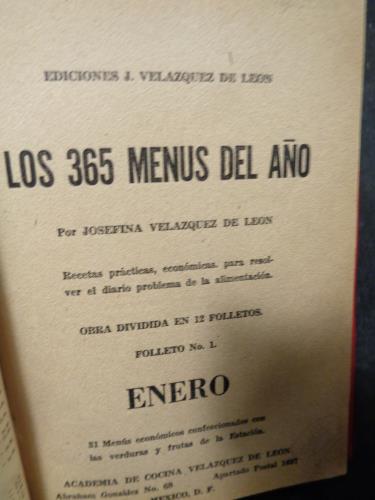 EDICIONES J. VELAZQUEZ DE LEON
LOS 365 MENUS DEL AÑO
Por JOSEFINA VELAZQUEZ DE LEON
Recetas prácticas, económicas, para resol-
ver el diario problema de la alimentación.
OBRA DIVIDIDA EN 12 FOLLETOS.
FOLLETO No. 1.
ENERO
31 Menús económicos confeccionados con
las verduras y frutas de la Estación.
ACADEMIA DE COCINA VELAZQUEZ DE LEON
Abraham González No. 68 Apartado Postal
MEXICO, D. F.